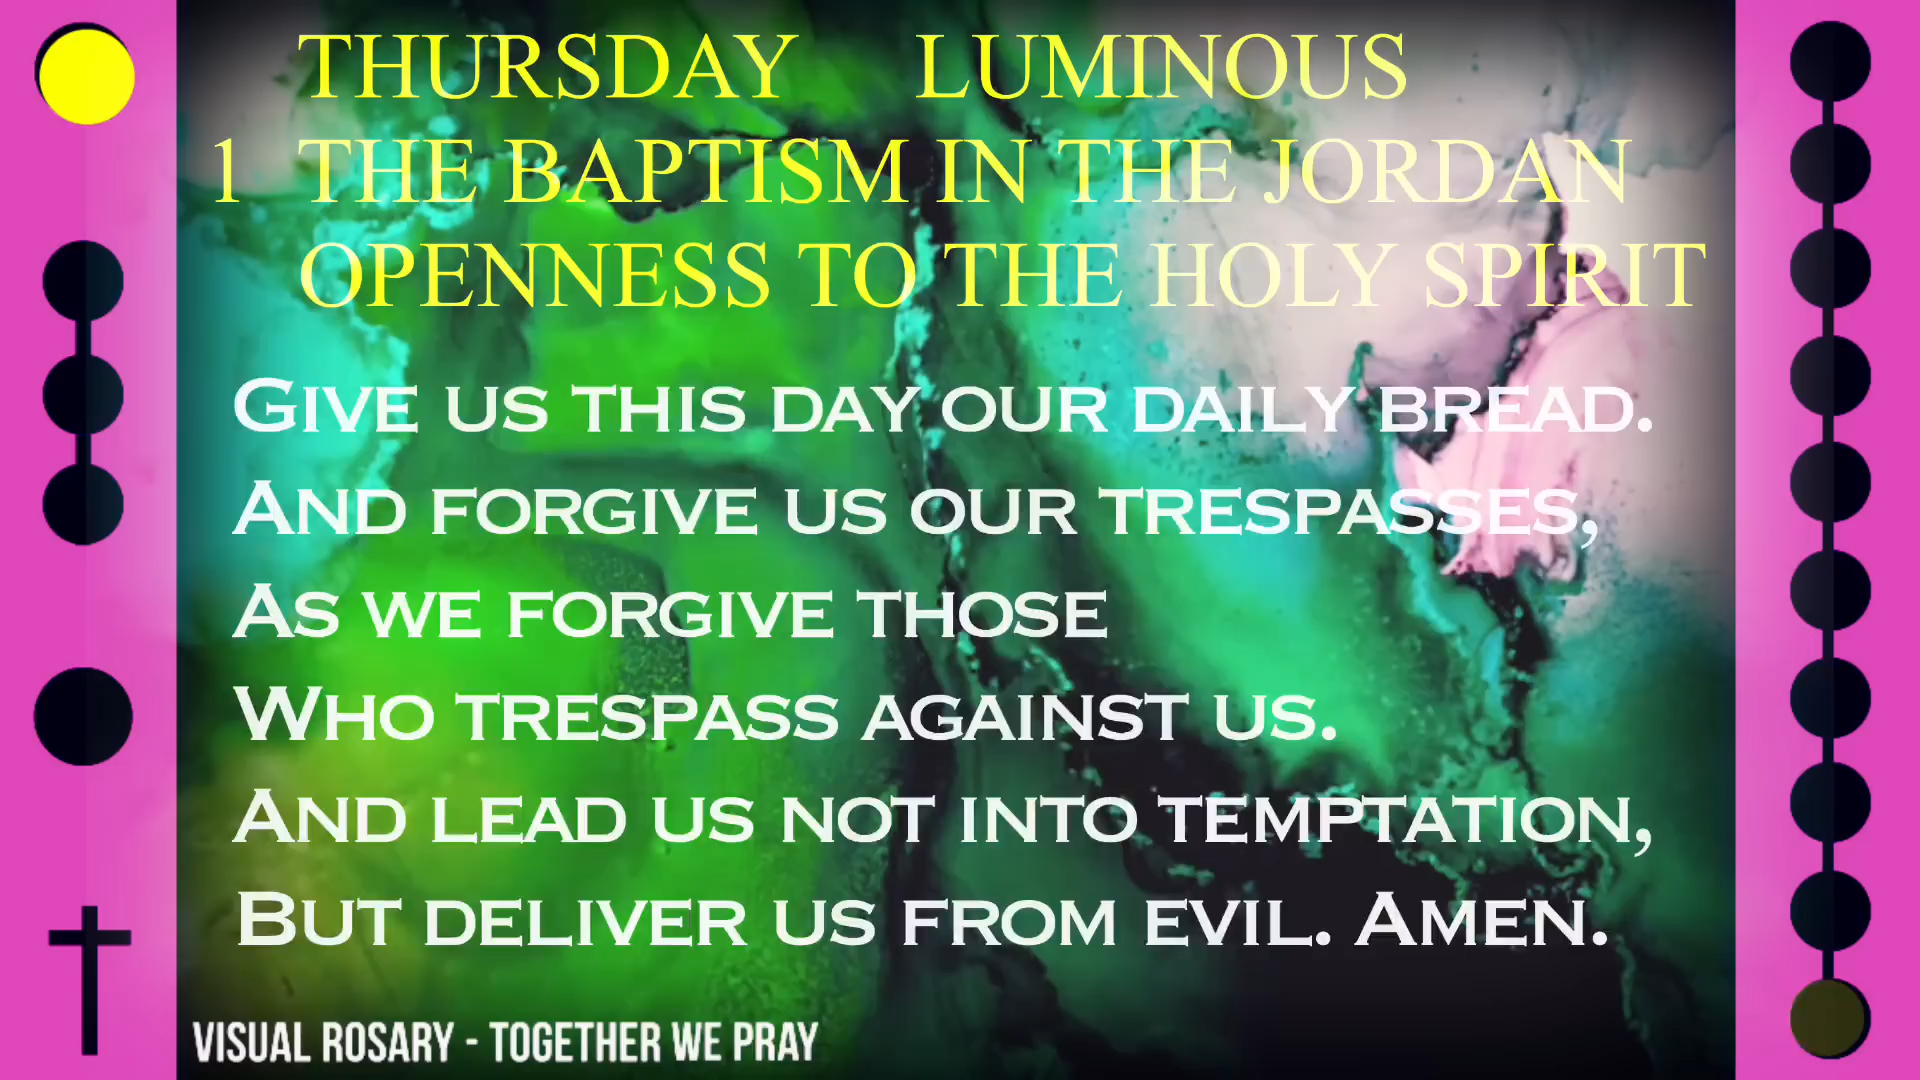 THURSDAY LUMINOUS
1 THE BAPTISM IN THE JORDAN
OPENNESS TO THE HOLY SPIRIT
GIVE US THIS DAY OUR DAILY BREAD.
AND FORGIVE US OUR TRESPASSES,
AS WE FORGIVE THOSE
WHO TRESPASS AGAINST US.
AND LEAD US NOT INTO TEMPTATION,
BUT DELIVER US FROM EVIL. AMEN.
VISUAL ROSARY - TOGETHER WE PRAY